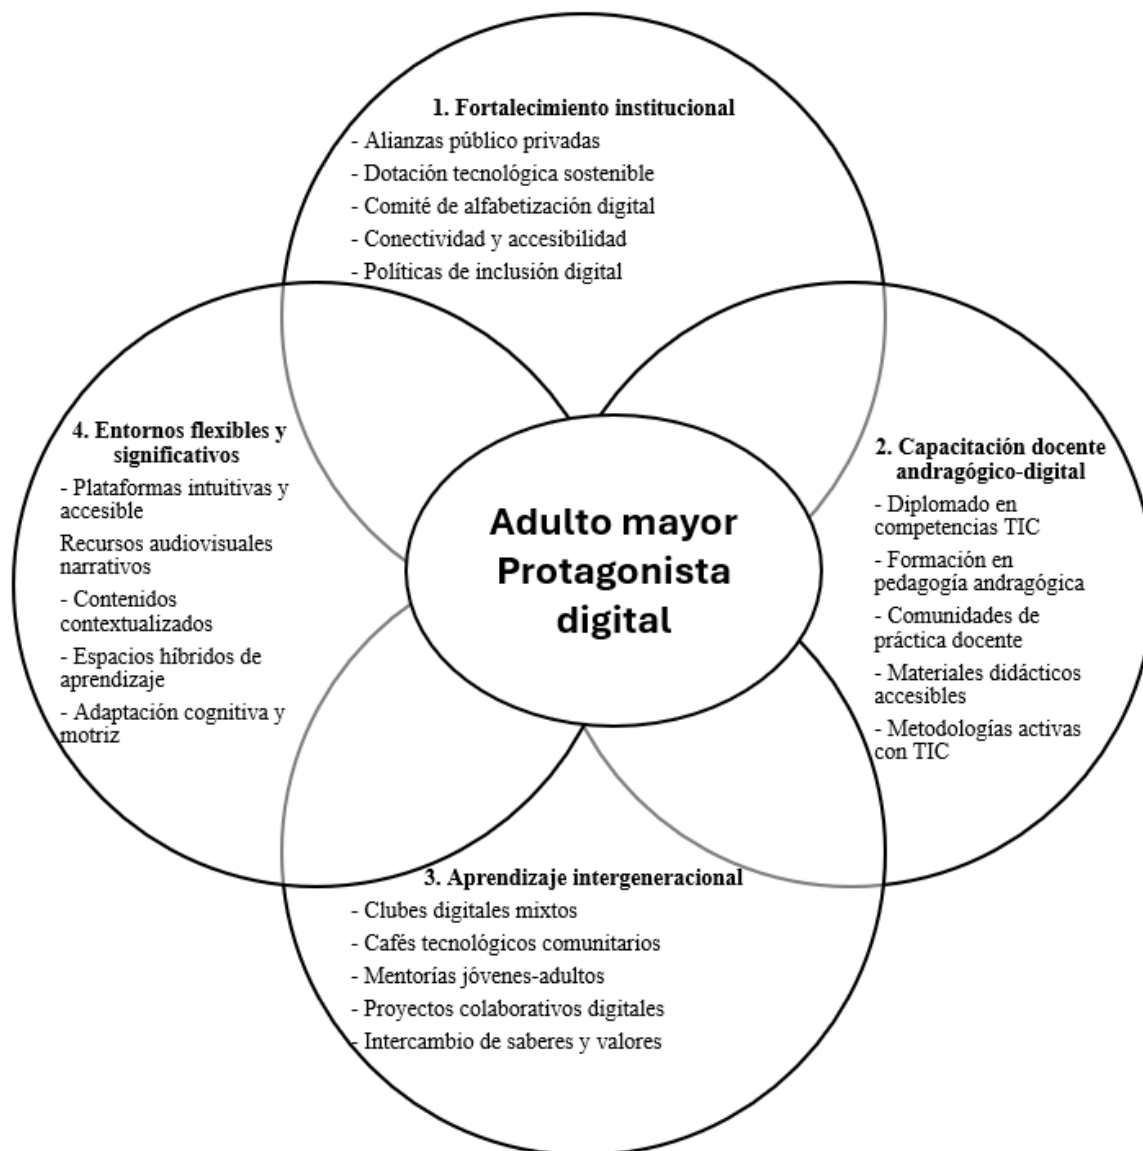 1. Fortalecimiento institucional
- Alianzas público privadas
- Dotación tecnológica sostenible
- Comité de alfabetización digital
- Conectividad y accesibilidad
- Políticas de inclusión digital
4. Entornos flexibles y
significativos
- Plataformas intuitivas y
accesible
Recursos audiovisuales
narrativos
- Contenidos
contextualizados
- Espacios híbridos de
aprendizaje
- Adaptación cognitiva y
motriz
Adulto mayor
Protagonista
digital
2. Capacitación docente
andragógico-digital
- Diplomado en
competencias TIC
- Formación en
pedagogía andragógica
- Comunidades de
práctica docente
- Materiales didácticos
accesibles
- Metodologías activas
con TIC
3. Aprendizaje intergeneracional
- Clubes digitales mixtos
- Cafés tecnológicos comunitarios
- Mentorías jóvenes-adultos
- Proyectos colaborativos digitales
- Intercambio de saberes y valores